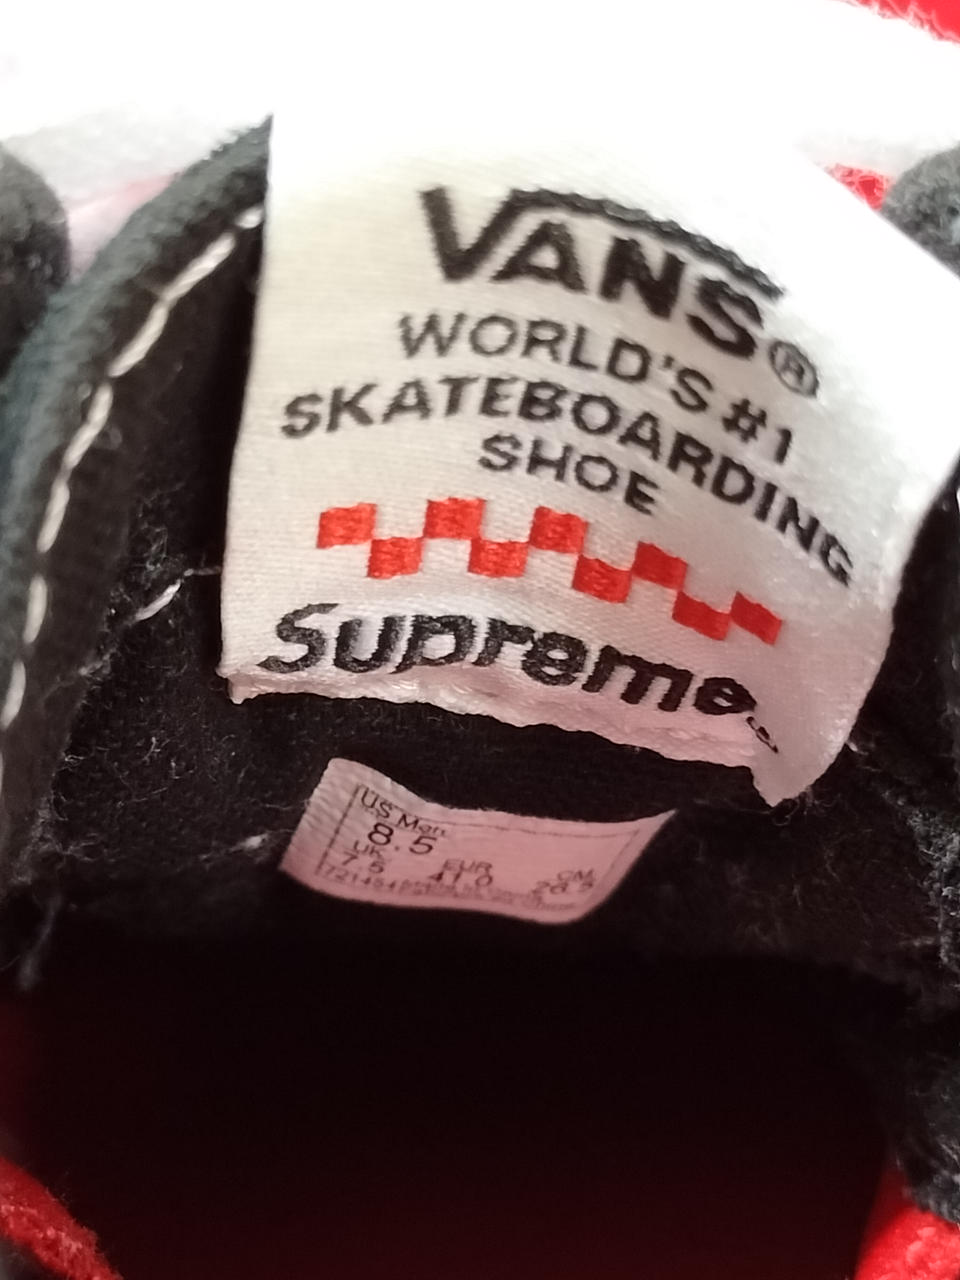 VANS®
WORLD'S #1
SKATEBOARDING
SHOE
Supreme
US Men
8.5
UK EUR CM
7.5 41.0 26.5
721454